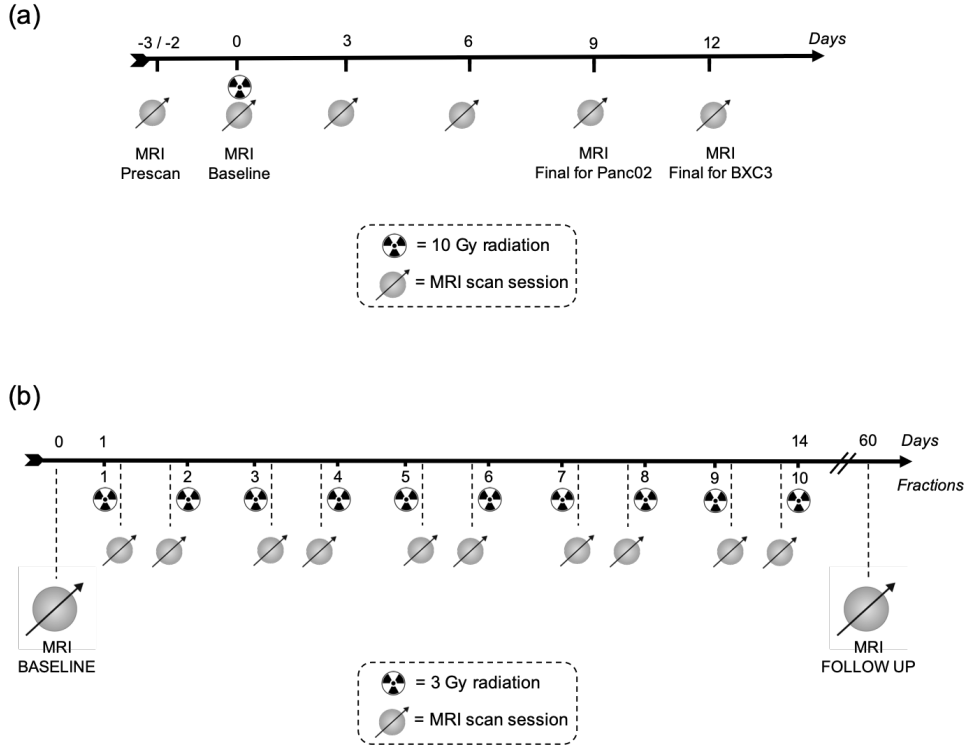 (a)
-3 / -2 0 3 6 9 12 Days
MRI Prescan
MRI Baseline
MRI Final for Panc02
MRI Final for BXC3
= 10 Gy radiation
= MRI scan session
(b)
0 1 14 60 Days
1 2 3 4 5 6 7 8 9 10 Fractions
MRI BASELINE
MRI FOLLOW UP
= 3 Gy radiation
= MRI scan session